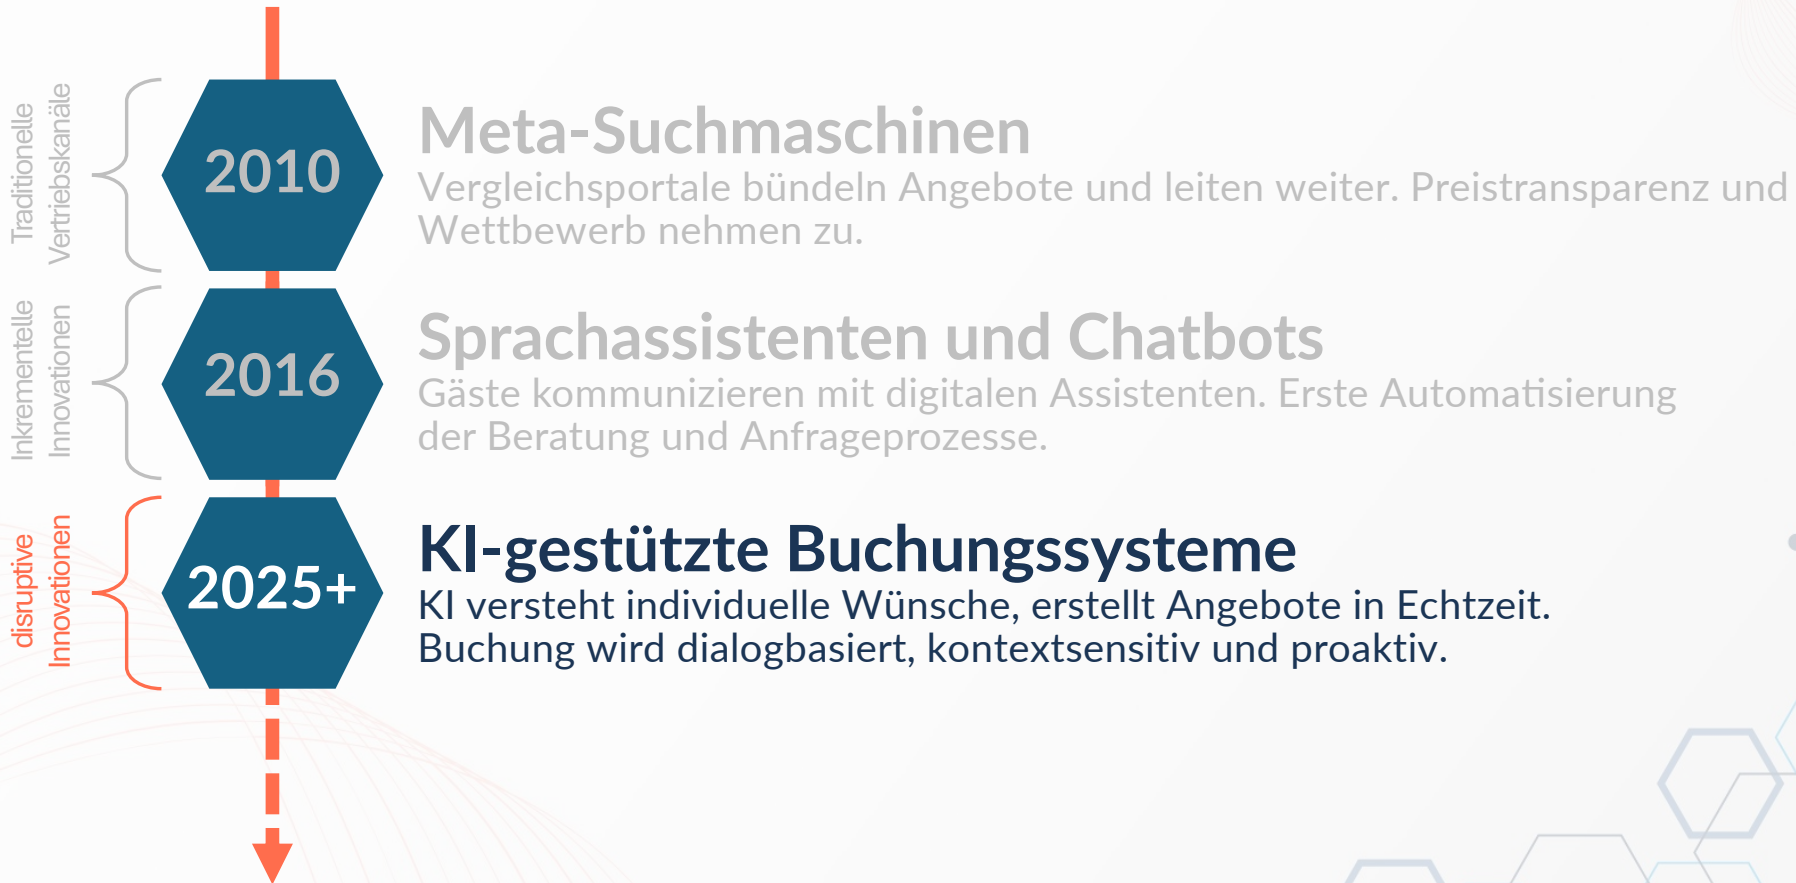 Traditionelle
Vertriebskanäle
2010
Meta-Suchmaschinen
Vergleichsportale bündeln Angebote und leiten weiter. Preistransparenz und
Wettbewerb nehmen zu.
Inkrementelle
Innovationen
2016
Sprachassistenten und Chatbots
Gäste kommunizieren mit digitalen Assistenten. Erste Automatisierung
der Beratung und Anfrageprozesse.
disruptive
Innovationen
2025+
KI-gestützte Buchungssysteme
KI versteht individuelle Wünsche, erstellt Angebote in Echtzeit.
Buchung wird dialogbasiert, kontextsensitiv und proaktiv.